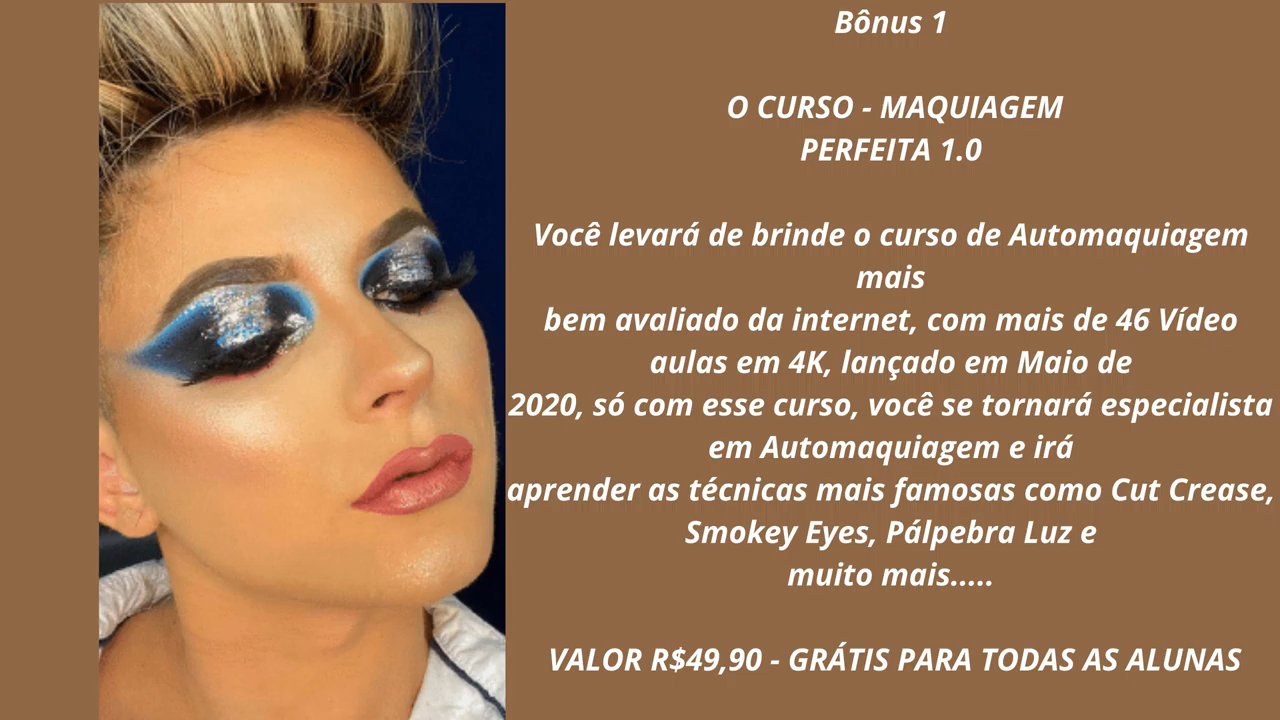 Bônus 1
O CURSO - MAQUIAGEM
PERFEITA 1.0
Você levará de brinde o curso de Automaquiagem
mais
bem avaliado da internet, com mais de 46 Vídeo
aulas em 4K, lançado em Maio de
2020, só com esse curso, você se tornará especialista
em Automaquiagem e irá
aprender as técnicas mais famosas como Cut Crease,
Smokey Eyes, Pálpebra Luz e
muito mais.....
VALOR R$49,90 - GRÁTIS PARA TODAS AS ALUNAS